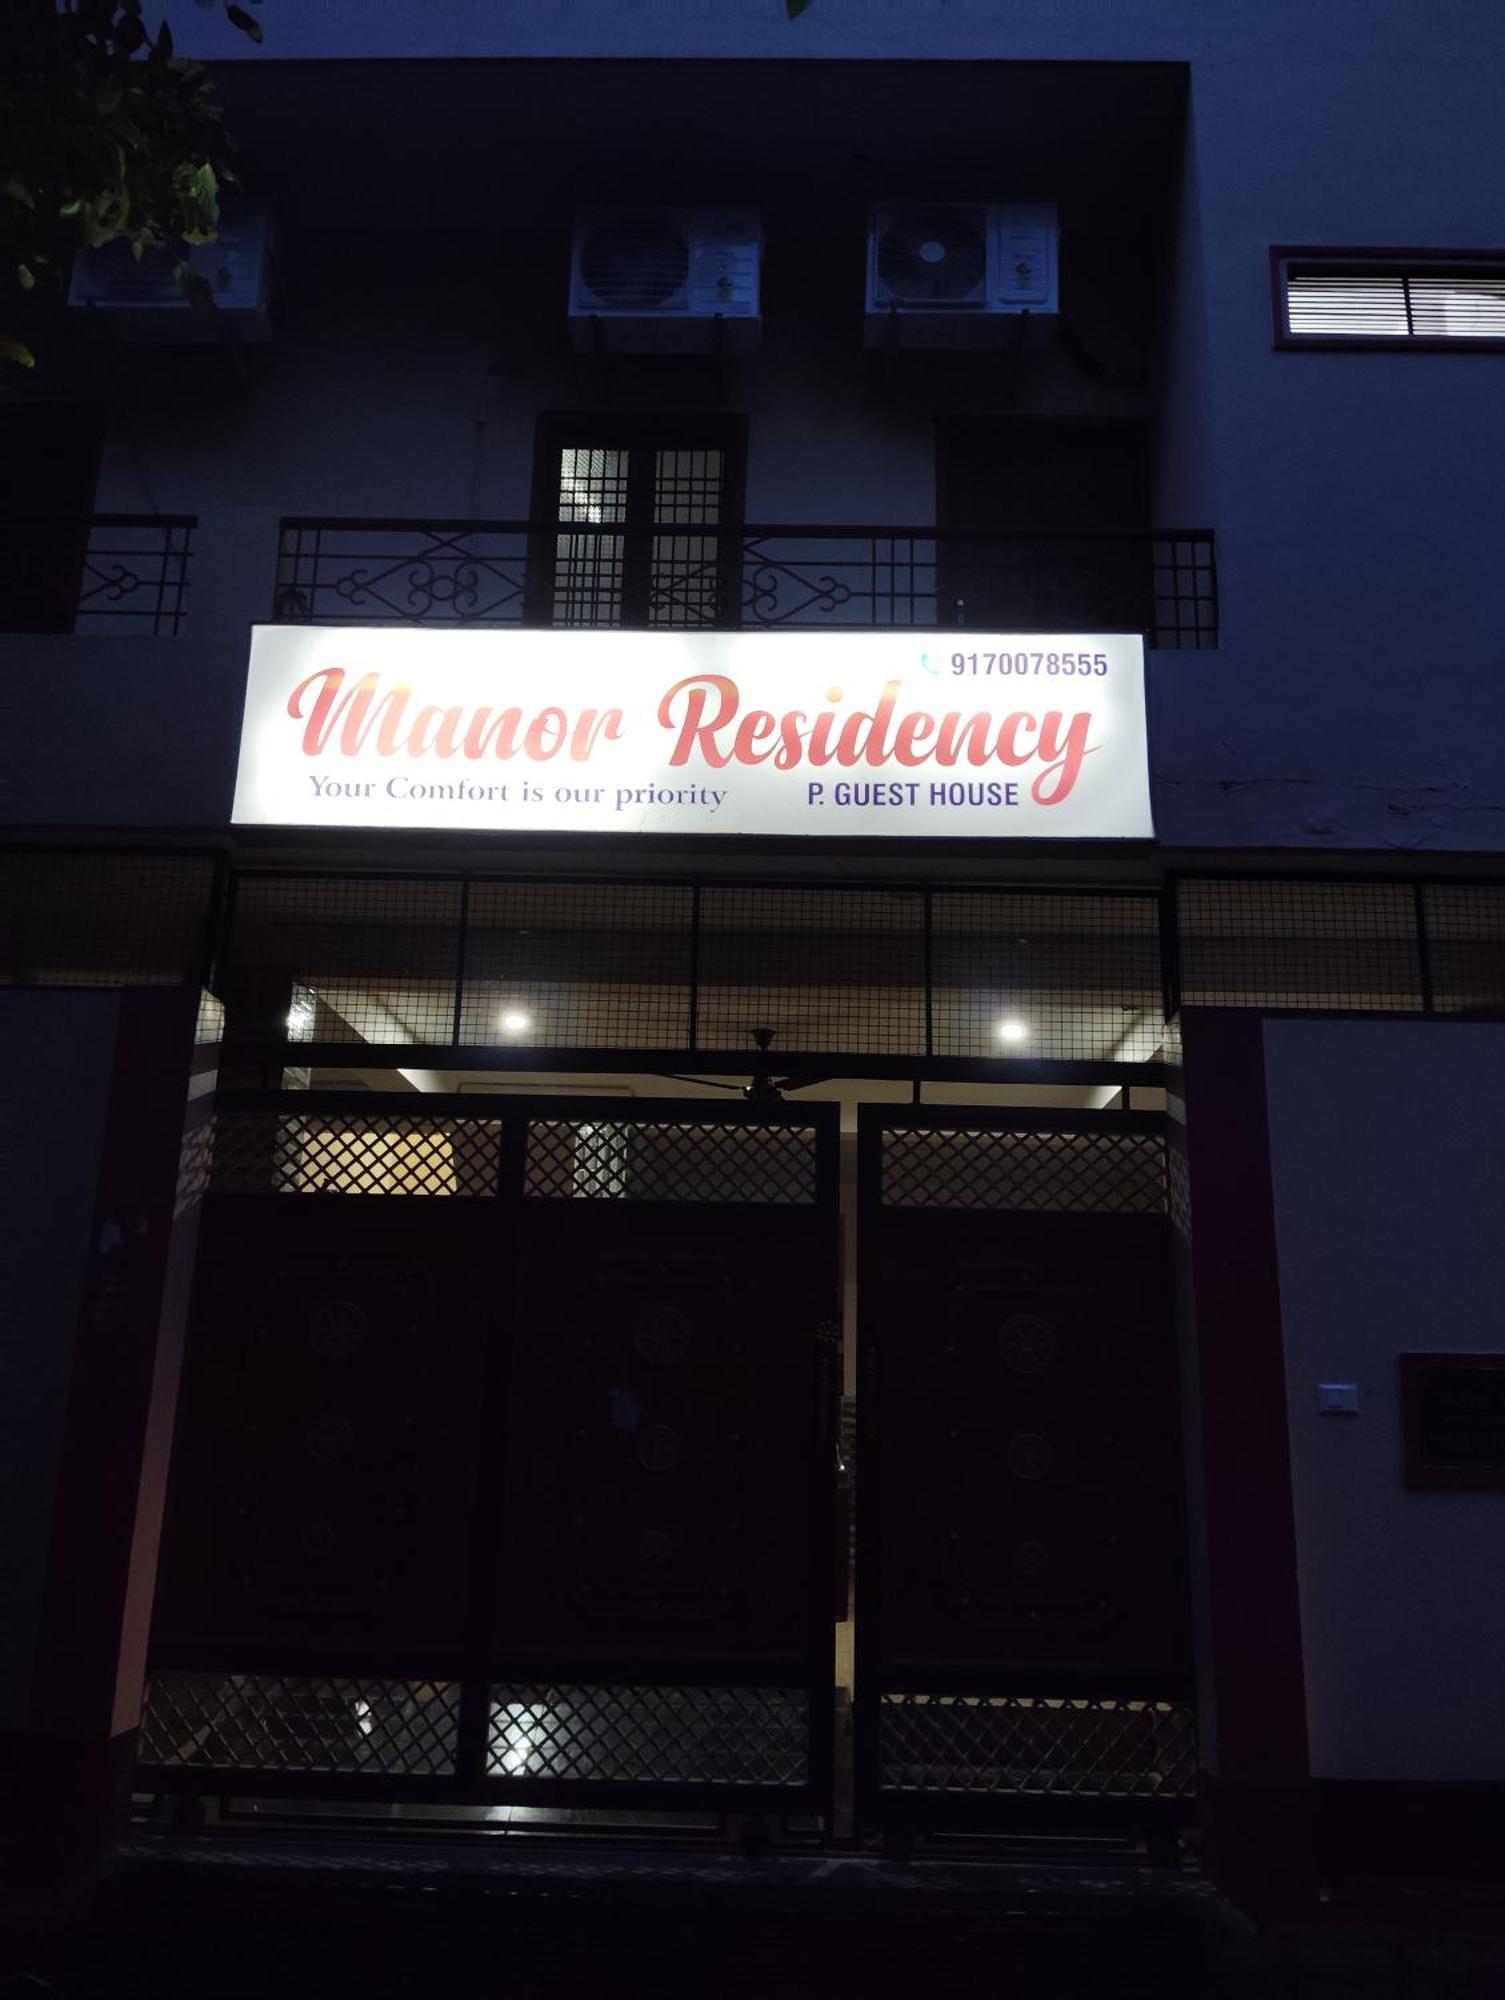 9170078555
Manor Residency
Your Comfort is our priority P. GUEST HOUSE